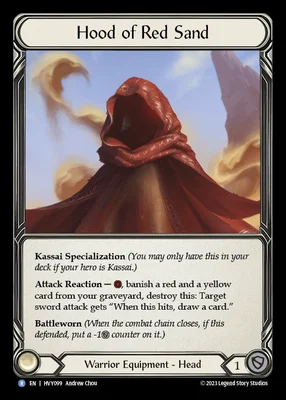 Hood of Red Sand
Kassai Specialization (You may only have this in your
deck if your hero is Kassai.)
Attack Reaction — , banish a red and a yellow
card from your graveyard, destroy this: Target
sword attack gets "When this hits, draw a card."
Battleworn (When the combat chain closes, if this
defended, put a -1 counter on it.)
Warrior Equipment - Head
1
R | EN | HVY099 Andrew Chou
©2023 Legend Story Studios